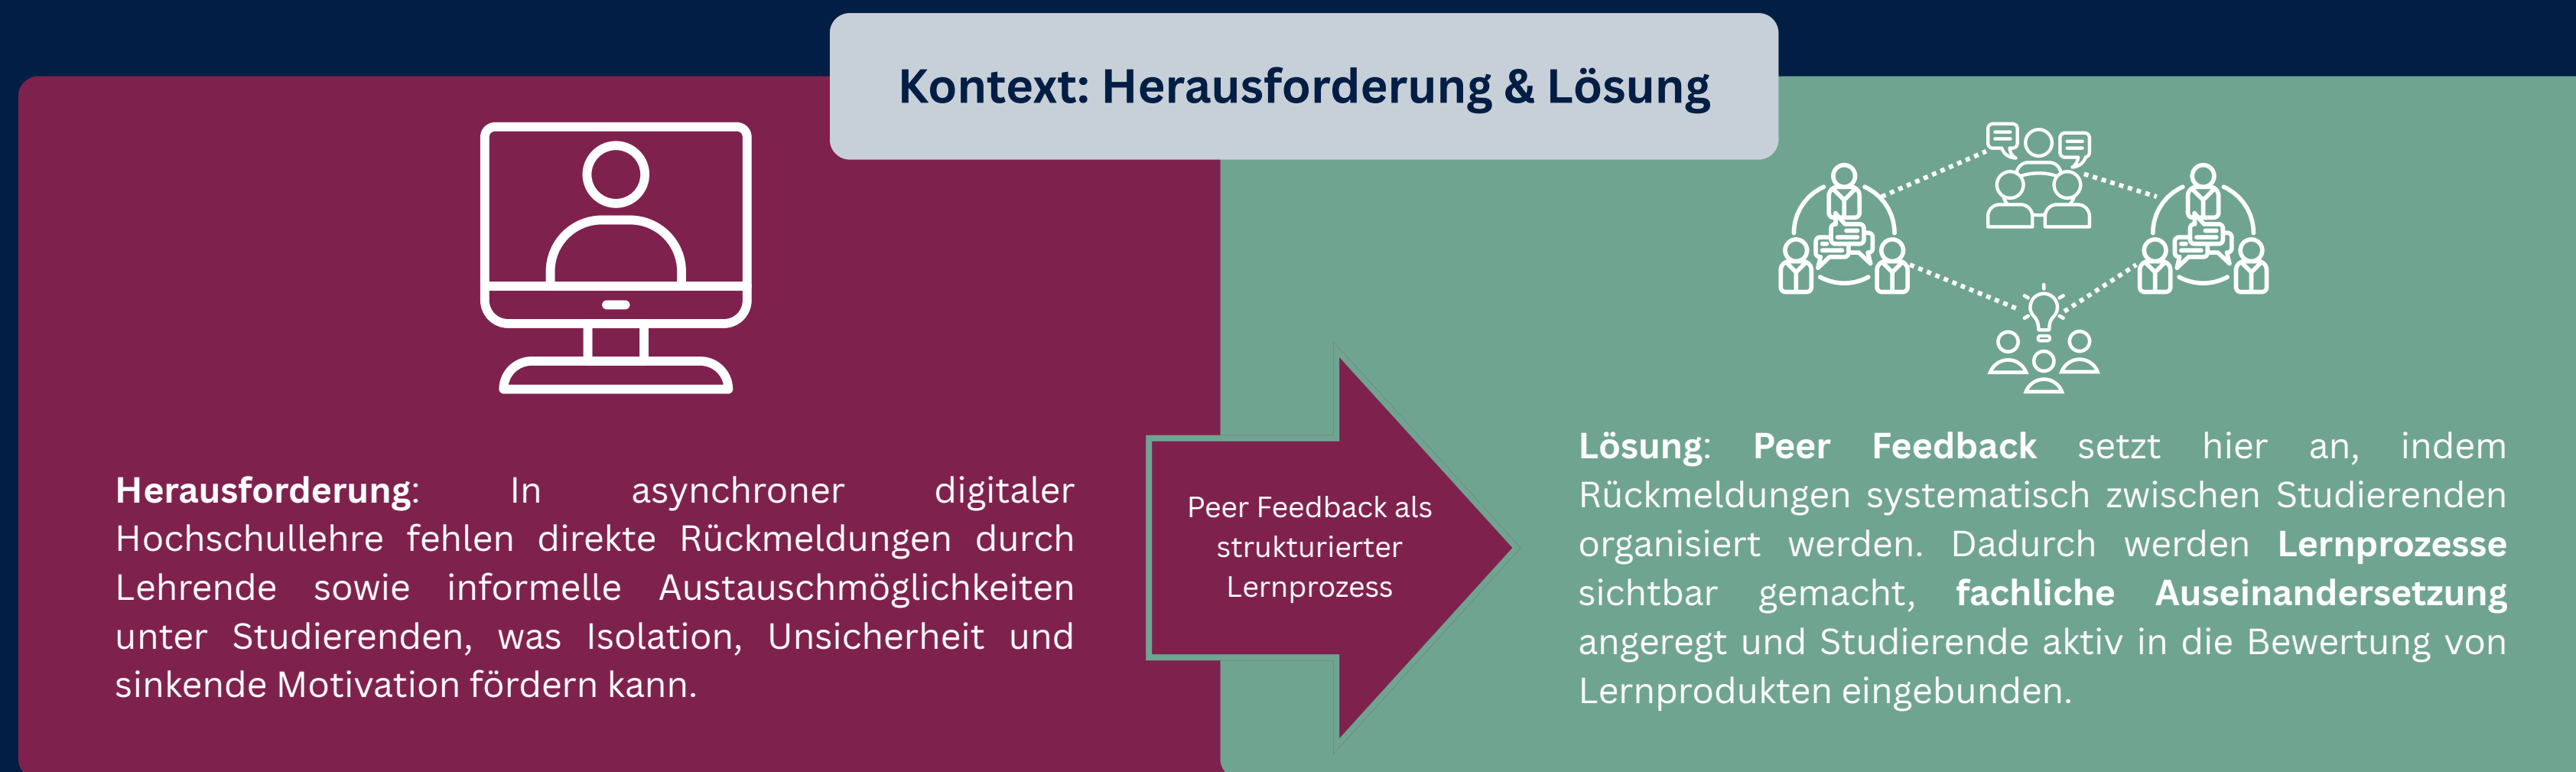 Kontext: Herausforderung & Lösung
Herausforderung: In asynchroner digitaler
Hochschullehre fehlen direkte Rückmeldungen durch
Lehrende sowie informelle Austauschmöglichkeiten
unter Studierenden, was Isolation, Unsicherheit und
sinkende Motivation fördern kann.
Peer Feedback als
strukturierter
Lernprozess
Lösung: Peer Feedback setzt hier an, indem
Rückmeldungen systematisch zwischen Studierenden
organisiert werden. Dadurch werden Lernprozesse
sichtbar gemacht, fachliche Auseinandersetzung
angeregt und Studierende aktiv in die Bewertung von
Lernprodukten eingebunden.